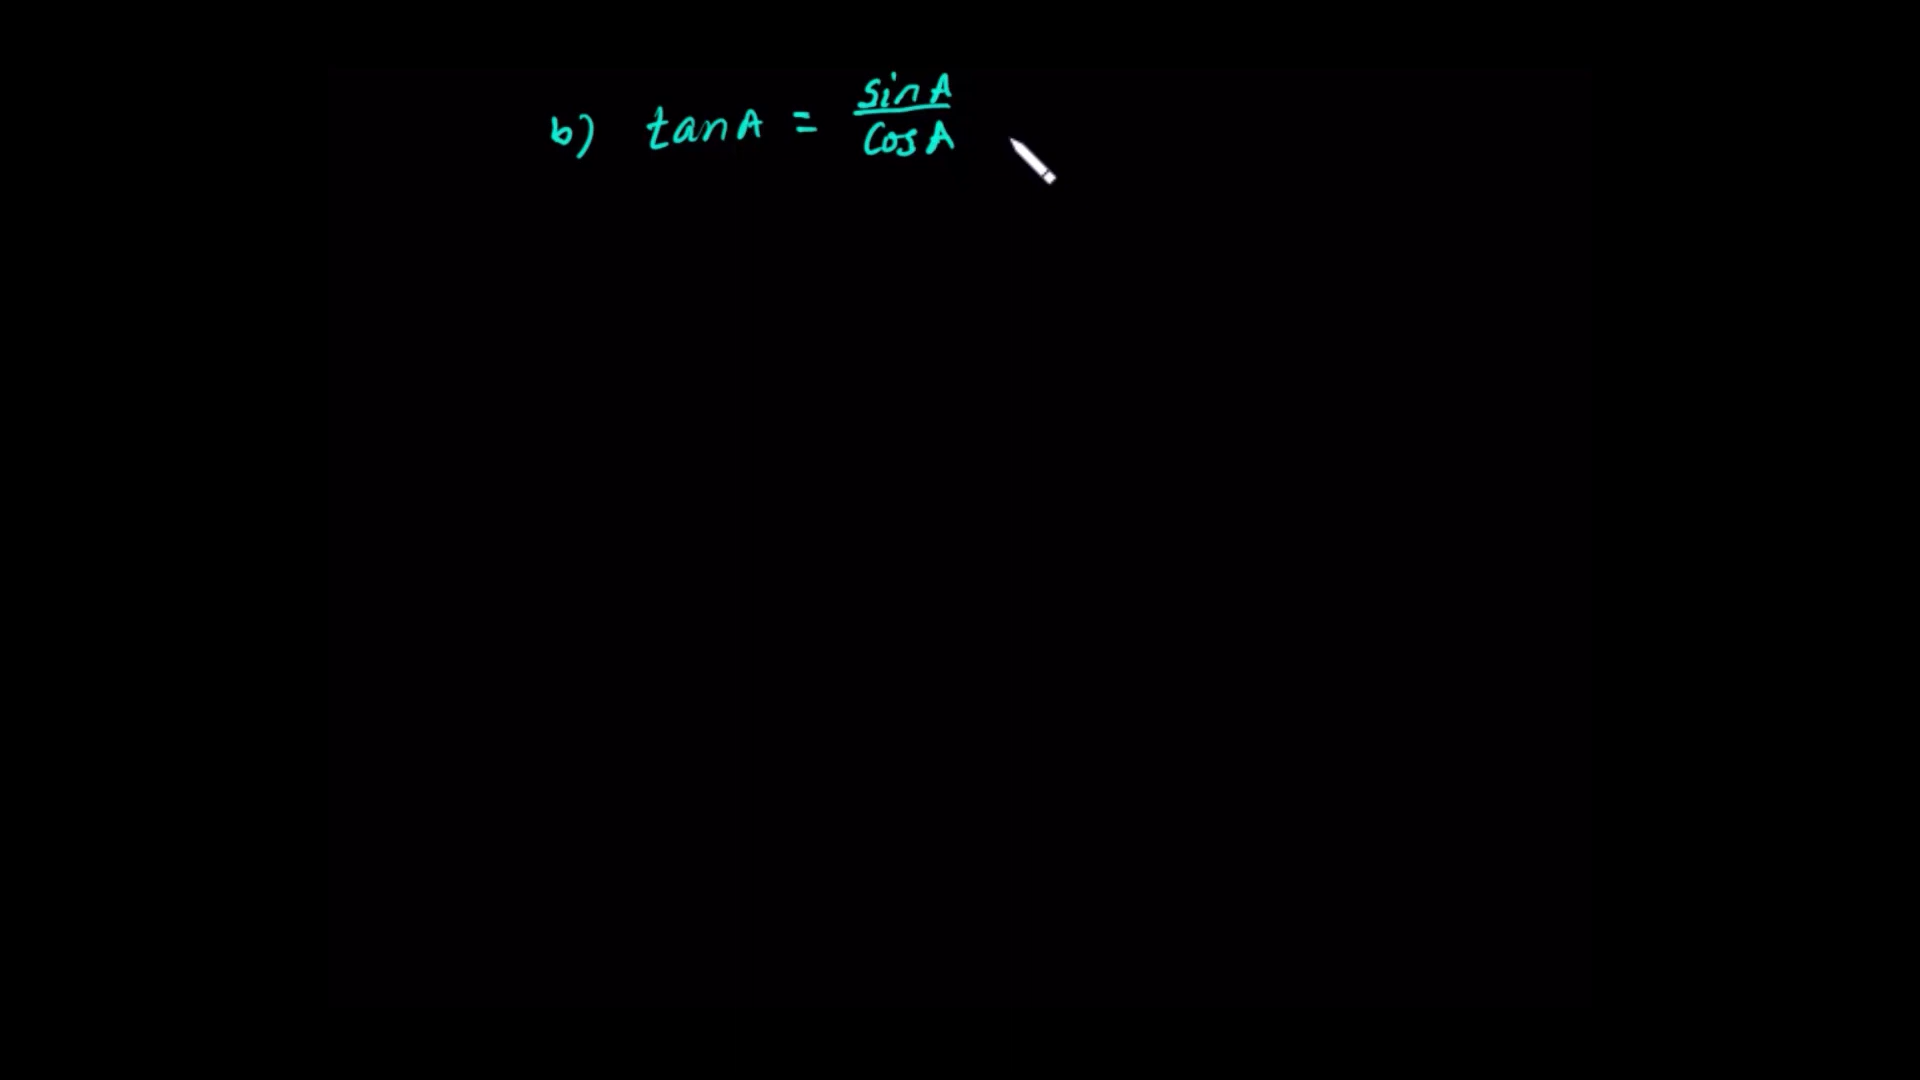 b) tanA = sinA / CosA